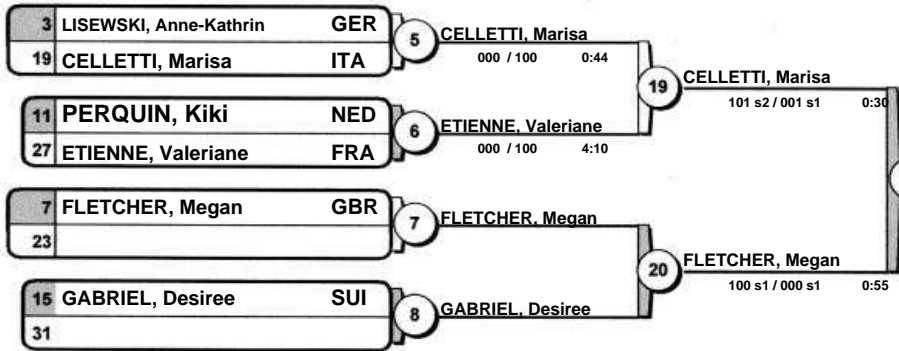 3 LISEWSKI, Anne-Kathrin GER
19 CELLETTI, Marisa ITA
5 CELLETTI, Marisa
000 / 100 0:44
11 PERQUIN, Kiki NED
27 ETIENNE, Valeriane FRA
6 ETIENNE, Valeriane
000 / 100 4:10
19 CELLETTI, Marisa
101 s2 / 001 s1 0:30
7 FLETCHER, Megan GBR
23
7 FLETCHER, Megan
15 GABRIEL, Desiree SUI
31
8 GABRIEL, Desiree
20 FLETCHER, Megan
100 s1 / 000 s1 0:55